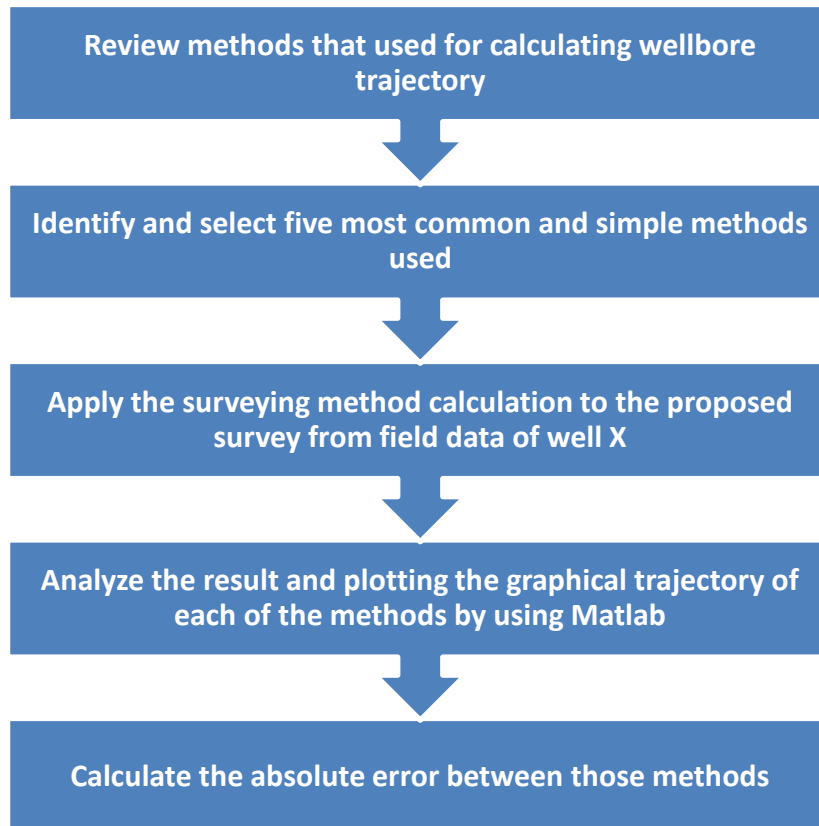 Review methods that used for calculating wellbore
trajectory
Identify and select five most common and simple methods
used
Apply the surveying method calculation to the proposed
survey from field data of well X
Analyze the result and plotting the graphical trajectory of
each of the methods by using Matlab
Calculate the absolute error between those methods